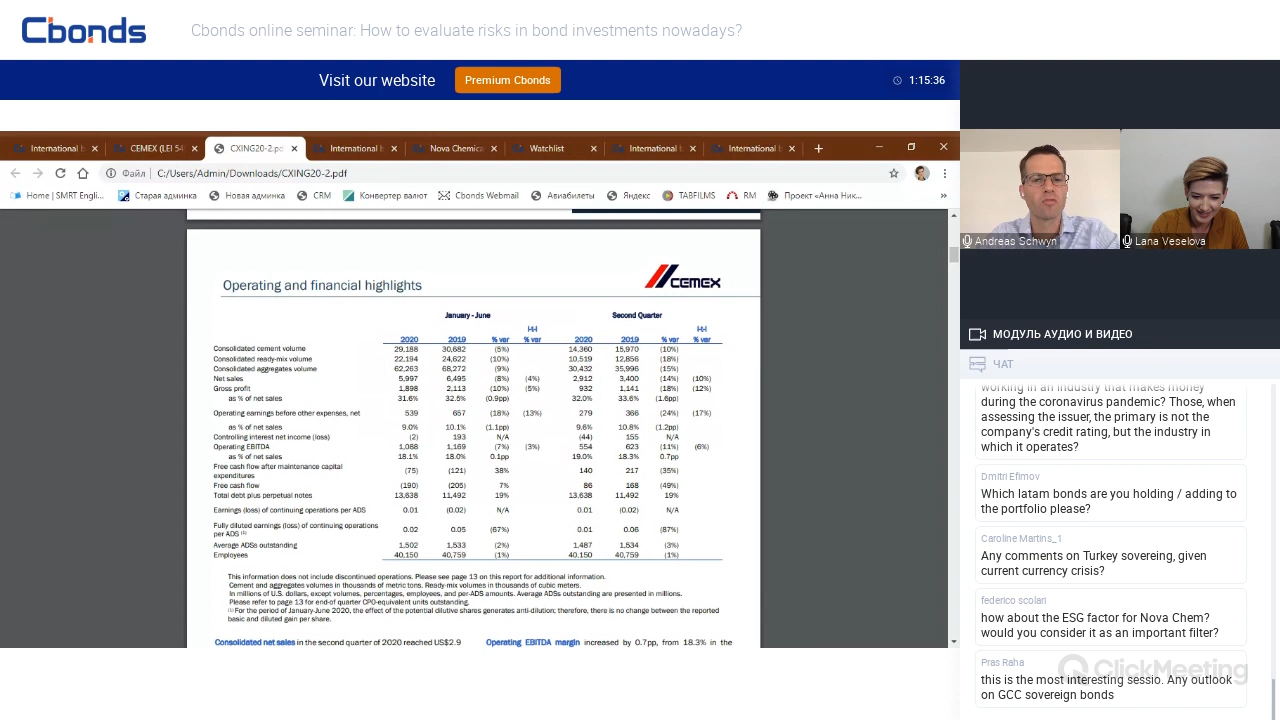 Cbonds
Cbonds online seminar: How to evaluate risks in bond investments nowadays?
Visit our website
Premium Cbonds
1:15:36
International b
CEMEX (LEI 549
CXING20-2.pd
International b
Nova Chemica
Watchlist
International b
International b
Файл | C:/Users/Admin/Downloads/CXING20-2.pdf
Home | SMRT Engli...
Старая админка
Новая админка
CRM
Конвертер валют
Cbonds Webmail
Авиабилеты
Яндекс
TABFILMS
RM
Проект «Анна Ник...
Operating and financial highlights
CEMEX
January - June Second Quarter
l-t-l l-t-l
2020 2019 % var % var 2020 2019 % var % var
Consolidated cement volume 29,188 30,682 (5%) 14,360 15,970 (10%)
Consolidated ready-mix volume 22,194 24,622 (10%) 10,519 12,856 (18%)
Consolidated aggregates volume 62,263 68,272 (9%) 30,432 35,996 (15%)
Net sales 5,997 6,495 (8%) (4%) 2,912 3,400 (14%) (10%)
Gross profit 1,898 2,113 (10%) (5%) 932 1,141 (18%) (12%)
as % of net sales 31.6% 32.5% (0.9pp) 32.0% 33.6% (1.6pp)
Operating earnings before other expenses, net 539 657 (18%) (13%) 279 366 (24%) (17%)
as % of net sales 9.0% 10.1% (1.1pp) 9.6% 10.8% (1.2pp)
Controlling interest net income (loss) (2) 193 N/A (44) 155 N/A
Operating EBITDA 1,088 1,169 (7%) (3%) 554 623 (11%) (6%)
as % of net sales 18.1% 18.0% 0.1pp 19.0% 18.3% 0.7pp
Free cash flow after maintenance capital
expenditures (75) (121) 38% 140 217 (35%)
Free cash flow (190) (205) 7% 86 168 (49%)
Total debt plus perpetual notes 13,638 11,492 19% 13,638 11,492 19%
Earnings (loss) of continuing operations per ADS 0.01 (0.02) N/A 0.01 (0.02) N/A
Fully diluted earnings (loss) of continuing operations
per ADS (1) 0.02 0.05 (67%) 0.01 0.06 (87%)
Average ADSs outstanding 1,502 1,533 (2%) 1,487 1,534 (3%)
Employees 40,150 40,759 (1%) 40,150 40,759 (1%)
This information does not include discontinued operations. Please see page 13 on this report for additional information.
Cement and aggregates volumes in thousands of metric tons. Ready-mix volumes in thousands of cubic meters.
In millions of U.S. dollars, except volumes, percentages, employees, and per-ADS amounts. Average ADSs outstanding are presented in millions.
Please refer to page 13 for end-of quarter CPO-equivalent units outstanding.
(1) For the period of January-June 2020, the effect of the potential dilutive shares generates anti-dilution; therefore, there is no change between the reported
basic and diluted gain per share.
Consolidated net sales in the second quarter of 2020 reached US$2.9
Operating EBITDA margin increased by 0.7pp, from 18.3% in the
Andreas Schwyn
Lana Veselova
МОДУЛЬ АУДИО И ВИДЕО
ЧАТ
working in an industry that makes money
during the coronavirus pandemic? Those, when
assessing the issuer, the primary is not the
company's credit rating, but the industry in
which it operates?
Dmitri Efimov
Which latam bonds are you holding / adding to
the portfolio please?
Caroline Martins_1
Any comments on Turkey sovereing, given
current currency crisis?
federico scolari
how about the ESG factor for Nova Chem?
would you consider it as an important filter?
Pras Raha
this is the most interesting sessio. Any outlook
on GCC sovereign bonds
ClickMeeting